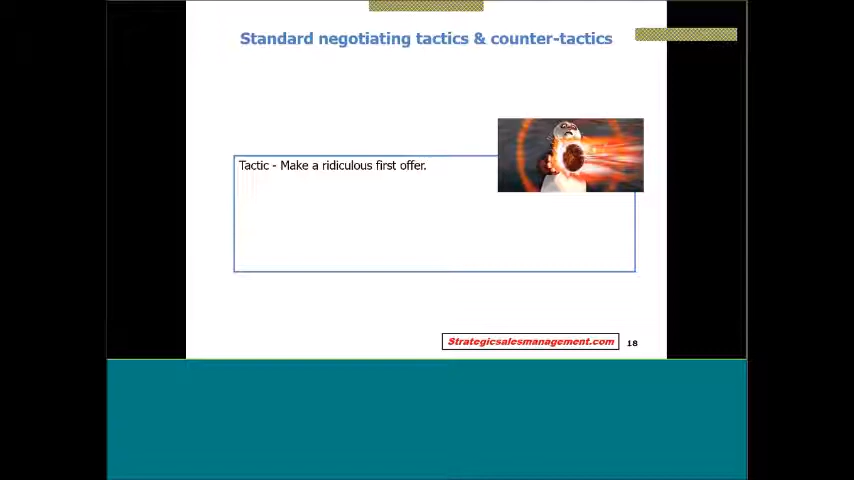 Standard negotiating tactics & counter-tactics
Tactic - Make a ridiculous first offer.
Strategicsalesmanagement.com
18